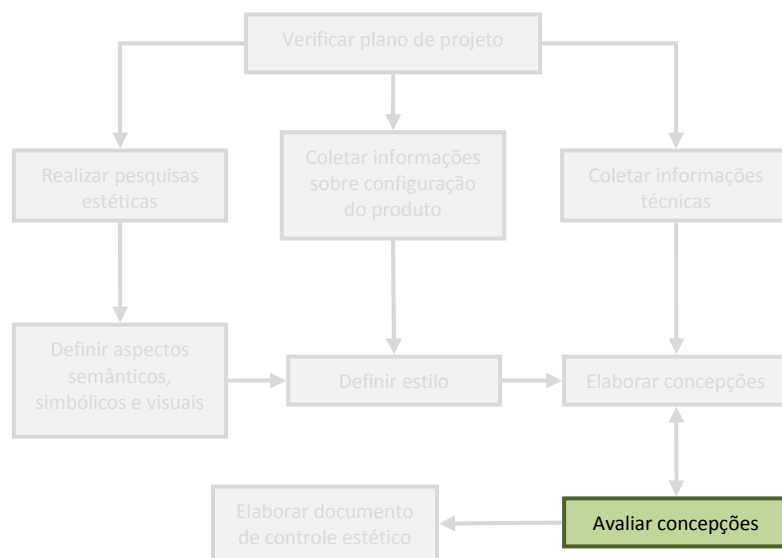 Verificar plano de projeto
Realizar pesquisas
estéticas
Coletar informações
sobre configuração
do produto
Coletar informações
técnicas
Definir aspectos
semânticos,
simbólicos e visuais
Definir estilo
Elaborar concepções
Elaborar documento
de controle estético
Avaliar concepções